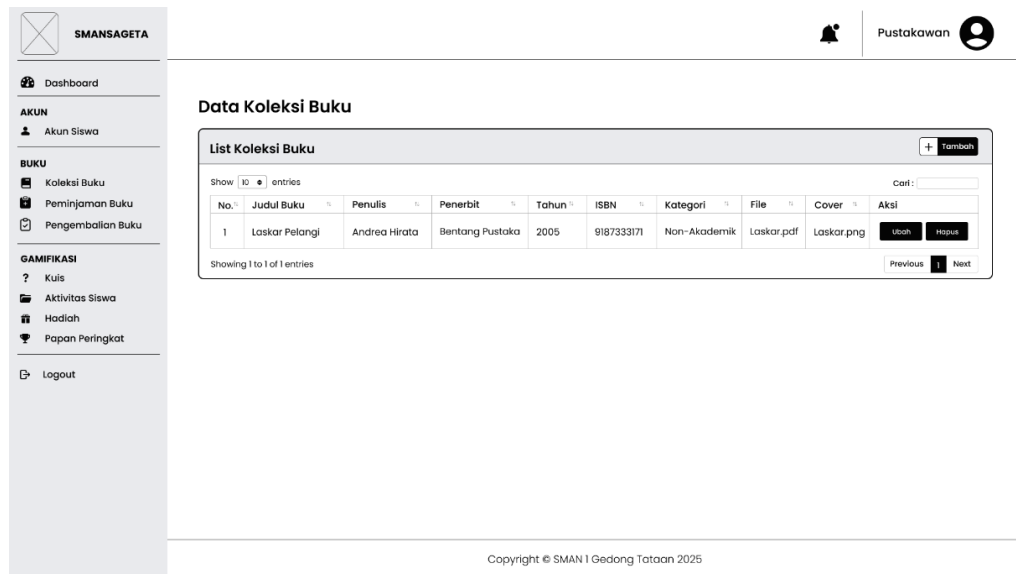 SMANSAGETA
Pustakawan
Dashboard
AKUN
Akun Siswa
BUKU
Koleksi Buku
Peminjaman Buku
Pengembalian Buku
GAMIFIKASI
? Kuis
Aktivitas Siswa
Hadiah
Papan Peringkat
Logout
Data Koleksi Buku
List Koleksi Buku
+ Tambah
Show 10 entries
Cari :
No. Judul Buku Penulis Penerbit Tahun ISBN Kategori File Cover Aksi
1 Laskar Pelangi Andrea Hirata Bentang Pustaka 2005 9187333171 Non-Akademik Laskar.pdf Laskar.png Ubah Hapus
Showing 1 to 1 of 1 entries
Previous 1 Next
Copyright © SMAN 1 Gedong Tataan 2025